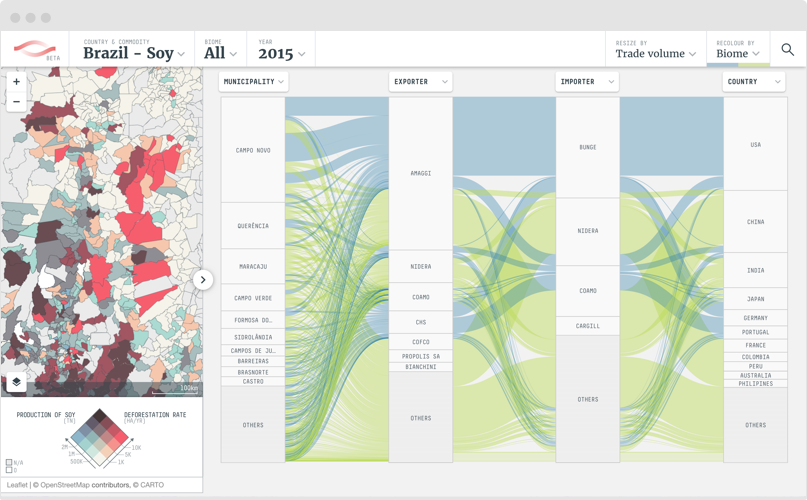 BETA
COUNTRY & COMMODITY
Brazil - Soy
BIOME
All
YEAR
2015
RESIZE BY
Trade volume
RECOLOUR BY
Biome
+
−
100km
PRODUCTION OF SOY
(TN)
DEFORESTATION RATE
(HA/YR)
2M
1M
500K
10K
5K
1K
N/A
0
Leaflet | © OpenStreetMap contributors, © CARTO
MUNICIPALITY
CAMPO NOVO
QUERÊNCIA
MARACAJU
CAMPO VERDE
FORMOSA DO…
SIDROLÂNDIA
CAMPOS DE JU…
BARREIRAS
BRASNORTE
CASTRO
OTHERS
EXPORTER
AMAGGI
NIDERA
COAMO
CHS
COFCO
PROPOLIS SA
BIANCHINI
OTHERS
IMPORTER
BUNGE
NIDERA
COAMO
CARGILL
OTHERS
COUNTRY
USA
CHINA
INDIA
JAPAN
GERMANY
PORTUGAL
FRANCE
COLOMBIA
PERU
AUSTRALIA
PHILIPINES
OTHERS